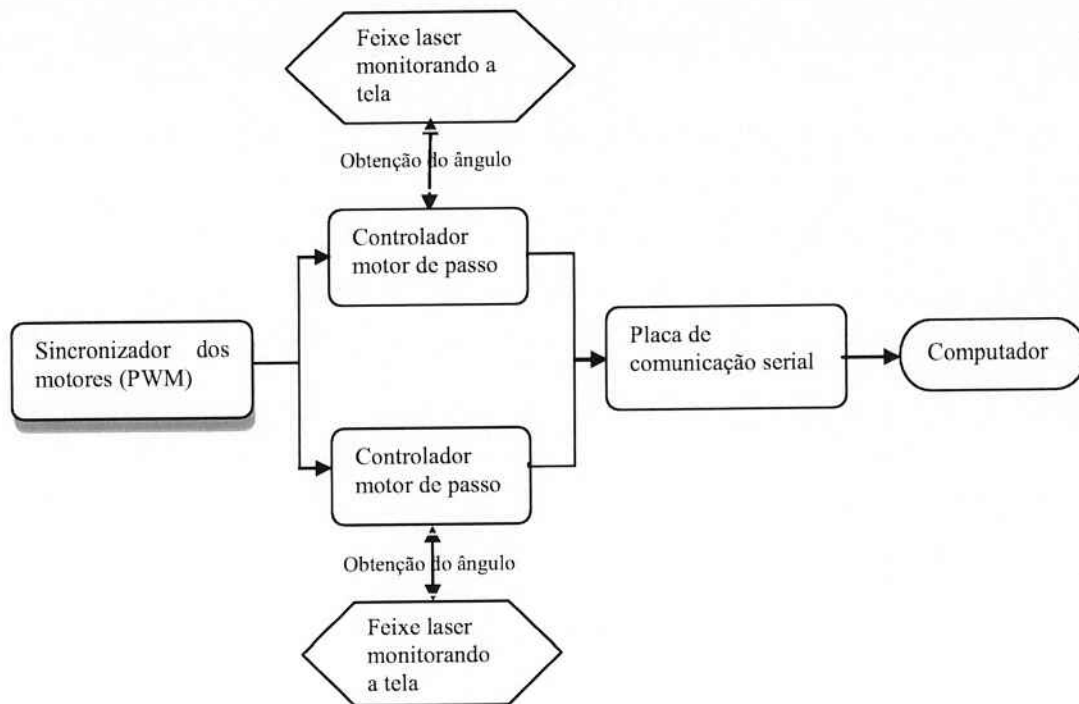 Feixe laser
monitorando a
tela
Obtenção do ângulo
Controlador
motor de passo
Sincronizador dos
motores (PWM)
Placa de
comunicação serial
Computador
Controlador
motor de passo
Obtenção do ângulo
Feixe laser
monitorando
a tela